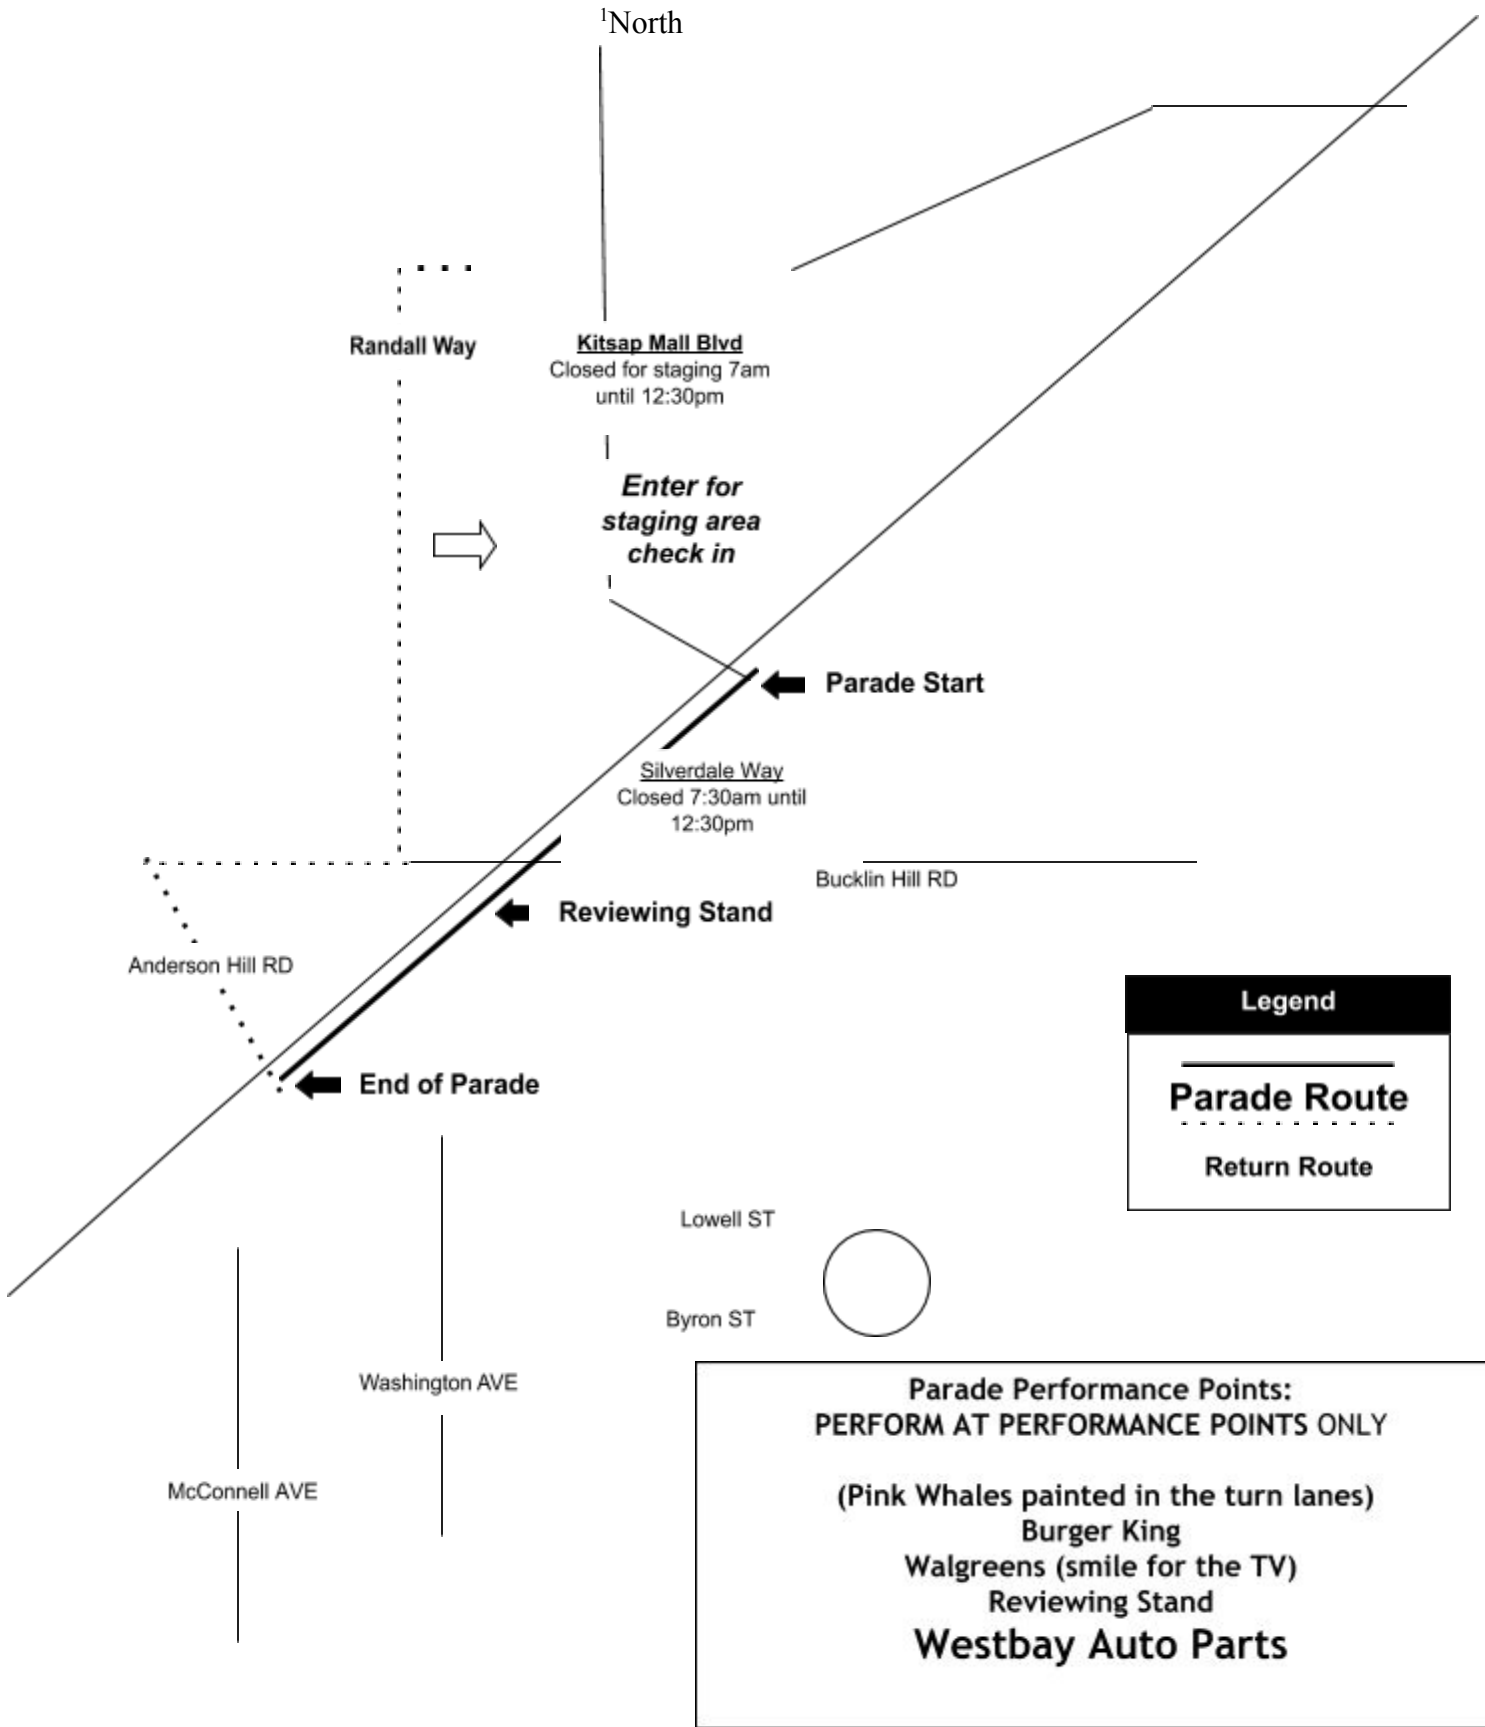 ¹North
Randall Way
Kitsap Mall Blvd
Closed for staging 7am
until 12:30pm
Enter for
staging area
check in
Parade Start
Silverdale Way
Closed 7:30am until
12:30pm
Bucklin Hill RD
Reviewing Stand
Anderson Hill RD
End of Parade
Legend
Parade Route
Return Route
Lowell ST
Byron ST
Washington AVE
McConnell AVE
Parade Performance Points:
PERFORM AT PERFORMANCE POINTS ONLY
(Pink Whales painted in the turn lanes)
Burger King
Walgreens (smile for the TV)
Reviewing Stand
Westbay Auto Parts